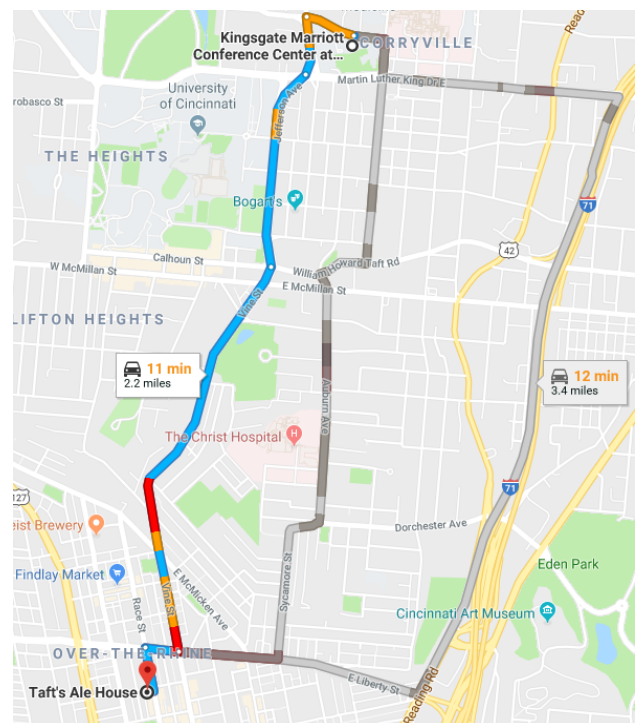 Kingsgate Marriott
Conference Center at…
CORRYVILLE
Reading R
Martin Luther King Dr E
robasco St
University
of Cincinnati
Jefferson Ave
THE HEIGHTS
Bogart's
71
42
Calhoun St
William Howard Taft Rd
W McMillan St
E McMillan St
Vine St
LIFTON HEIGHTS
11 min
2.2 miles
12 min
3.4 miles
Auburn Ave
The Christ Hospital
H
71
127
eist Brewery
Dorchester Ave
Findlay Market
E McMicken Ave
Sycamore St
Eden Park
Race St
Vine St
Cincinnati Art Museum
OVER-THE-RHINE
E Liberty St
Reading Rd
Taft's Ale House